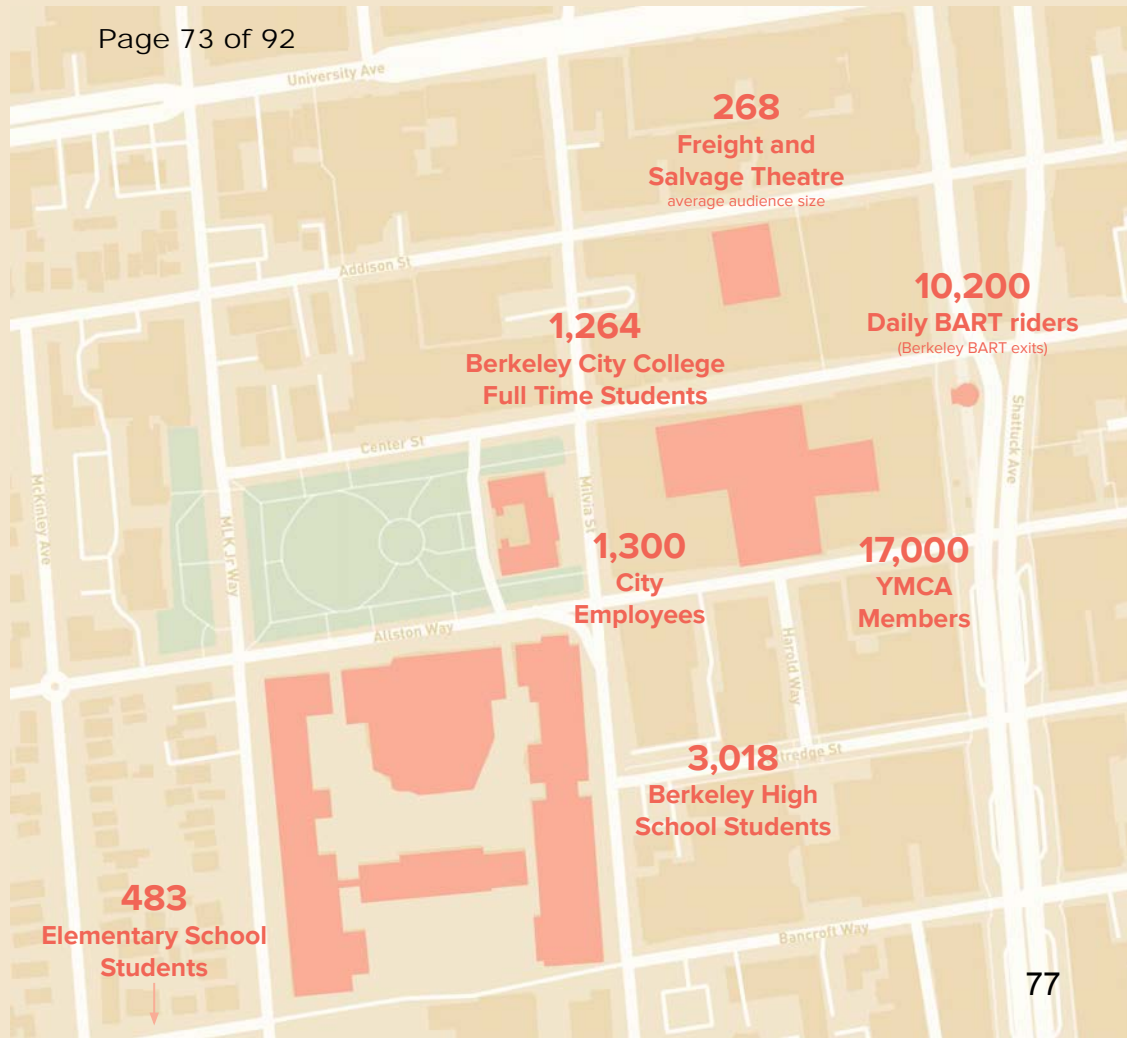 Page 73 of 92
University Ave
268
Freight and
Salvage Theatre
average audience size
Addison St
10,200
Daily BART riders
(Berkeley BART exits)
1,264
Berkeley City College
Full Time Students
Center St
Shattuck Ave
McKinley Ave
MLK Jr Way
Milvia St
1,300
City
Employees
17,000
YMCA
Members
Allston Way
Harold Way
3,018
tredge St
Berkeley High
School Students
483
Elementary School
Students
Bancroft Way
77